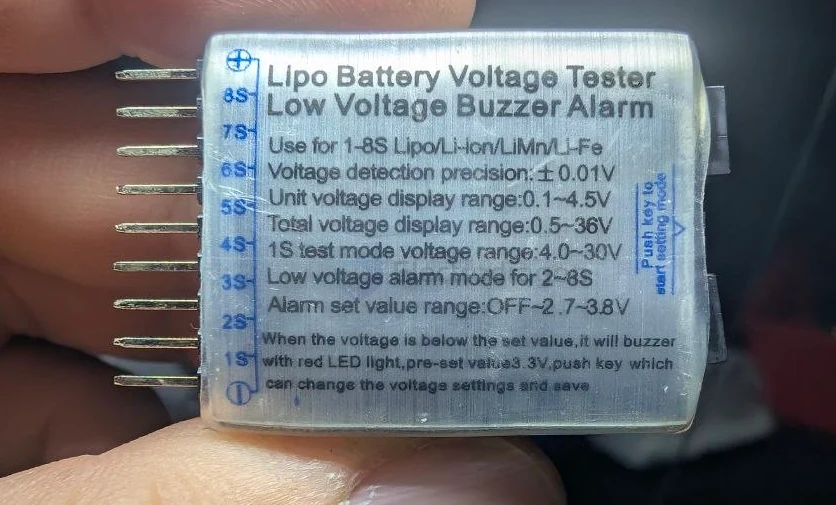 Lipo Battery Voltage Tester
Low Voltage Buzzer Alarm
Use for 1-8S Lipo/Li-Ion/LiMn/Li-Fe
Voltage detection precision:±0.01V
Unit voltage display range:0.1~4.5V
Total voltage display range:0.5~36V
1S test mode voltage range:4.0~30V
Low voltage alarm mode for 2~8S
Alarm set value range:OFF~2.7~3.8V
When the voltage is below the set value,it will buzzer
with red LED light,pre-set value3.3V,push key which
can change the voltage settings and save
+
8S
7S
6S
5S
4S
3S
2S
1S
-
Push key to
start setting mode